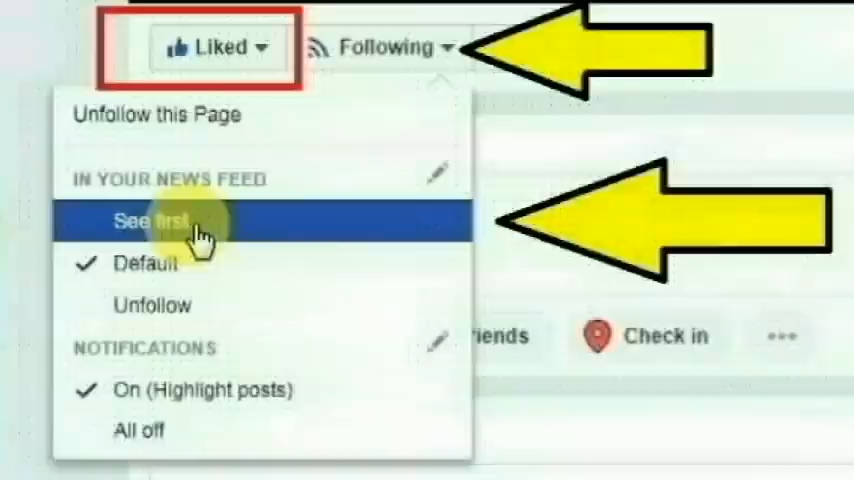 Liked Following
Unfollow this Page
IN YOUR NEWS FEED
See first
Default
Unfollow
riends Check in
NOTIFICATIONS
On (Highlight posts)
All off